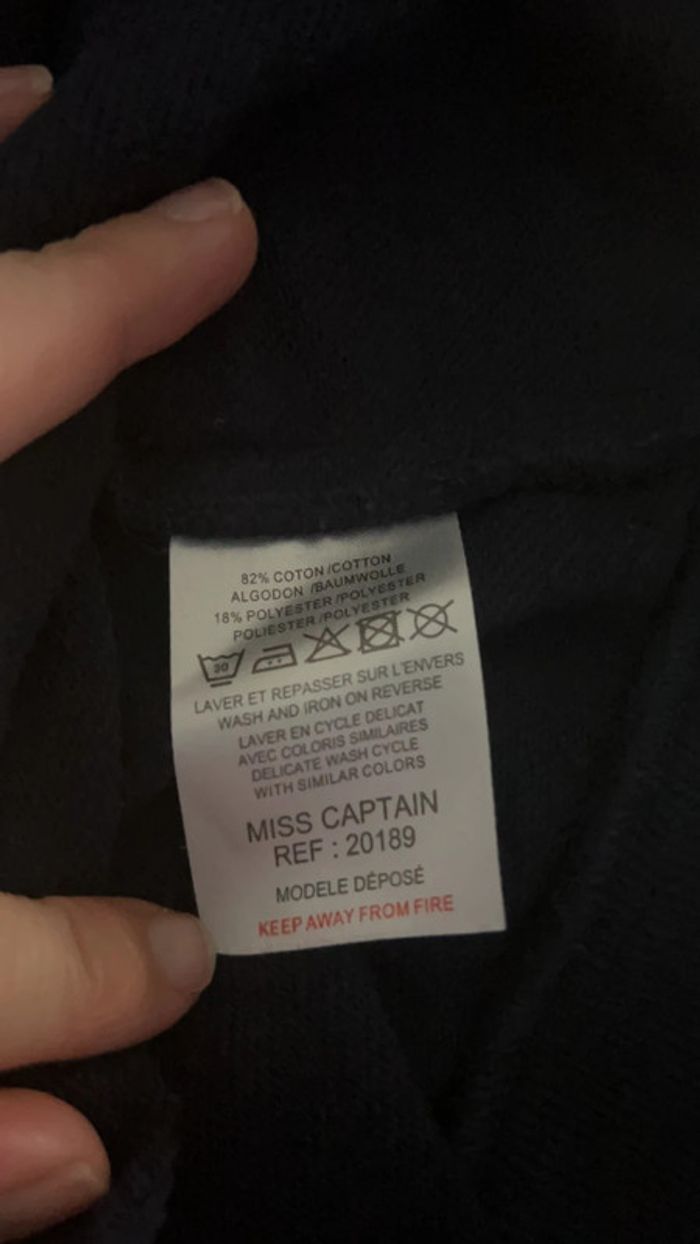 82% COTON /COTTON
ALGODON /BAUMWOLLE
18% POLYESTER /POLYESTER
POLIESTER /POLYESTER
30
LAVER ET REPASSER SUR L'ENVERS
WASH AND IRON ON REVERSE
LAVER EN CYCLE DELICAT
AVEC COLORIS SIMILAIRES
DELICATE WASH CYCLE
WITH SIMILAR COLORS
MISS CAPTAIN
REF : 20189
MODELE DÉPOSÉ
KEEP AWAY FROM FIRE